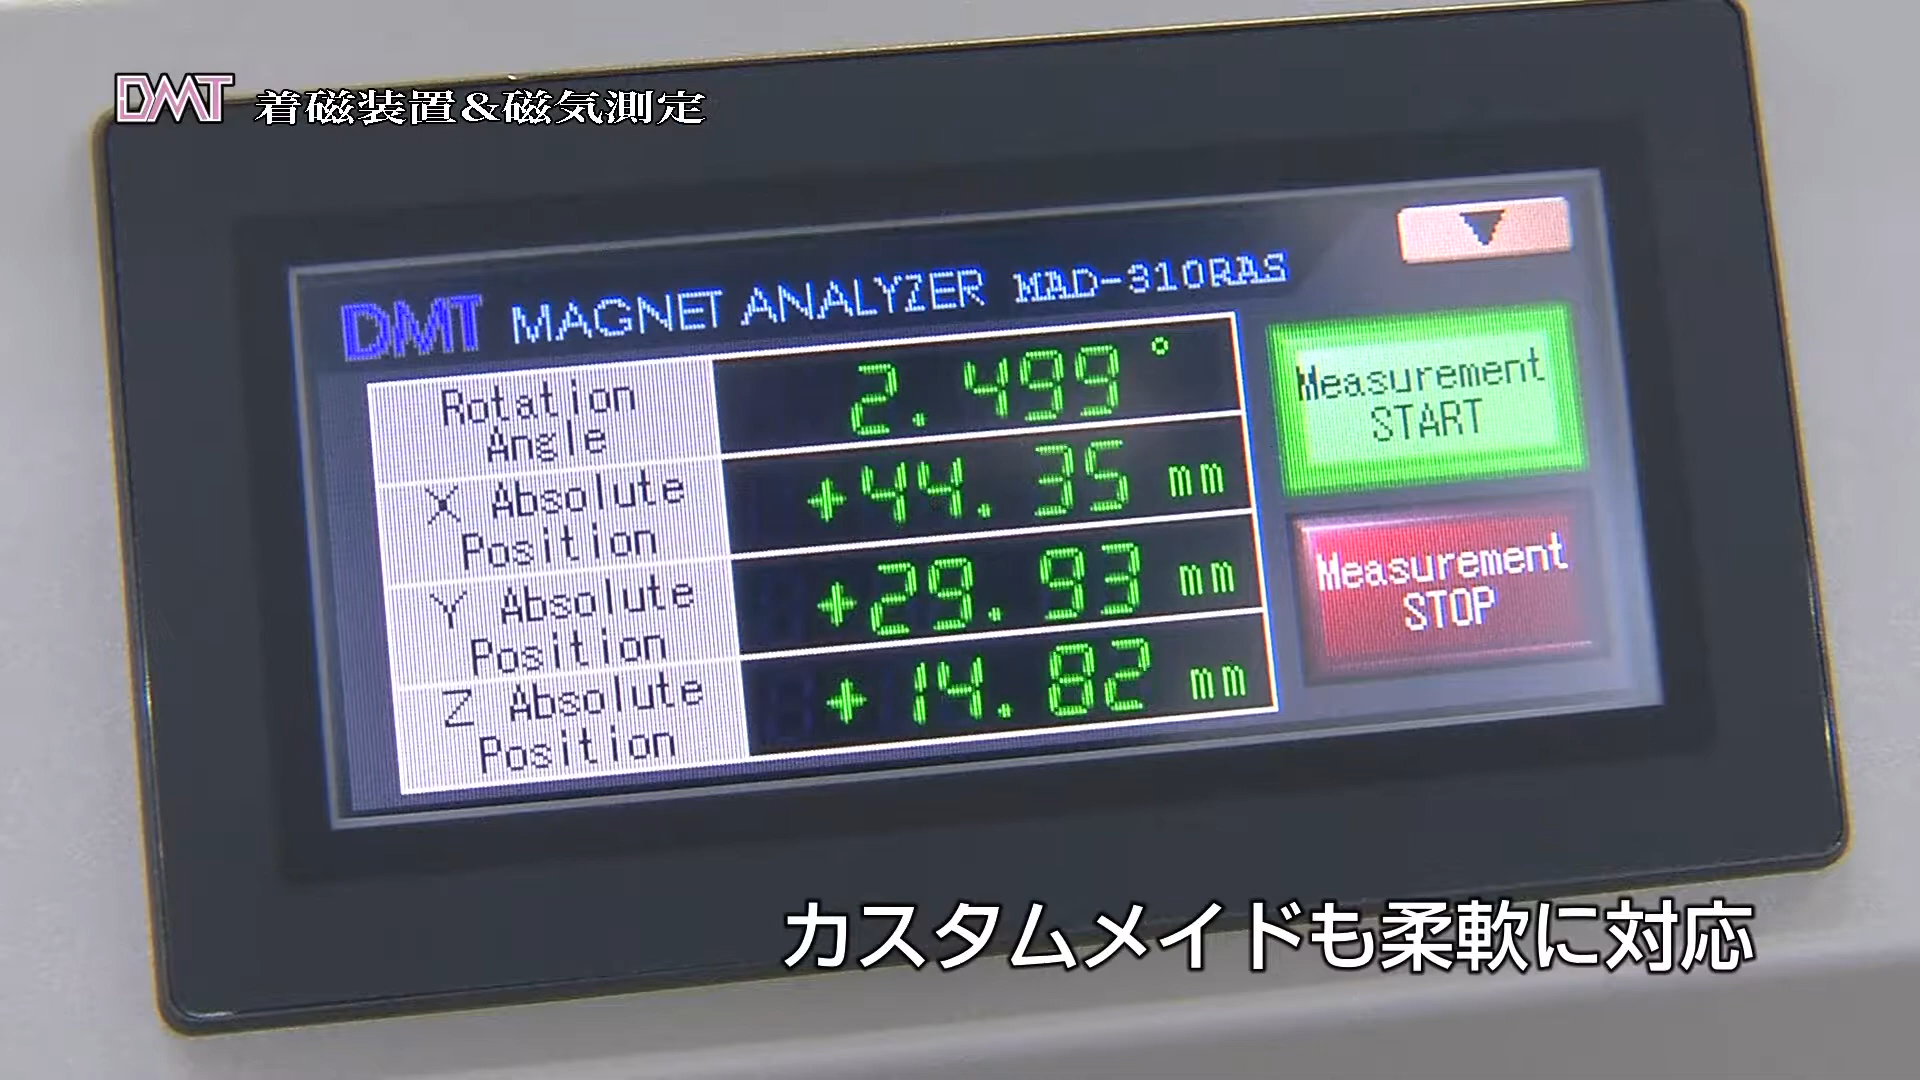 DMT 着磁装置&磁気測定
▼
DMT MAGNET ANALYZER MAD-310RAS
Rotation
Angle
2.499°
X Absolute
Position
+44.35 mm
Y Absolute
Position
+29.93 mm
Z Absolute
Position
+14.82 mm
Measurement
START
Measurement
STOP
カスタムメイドも柔軟に対応